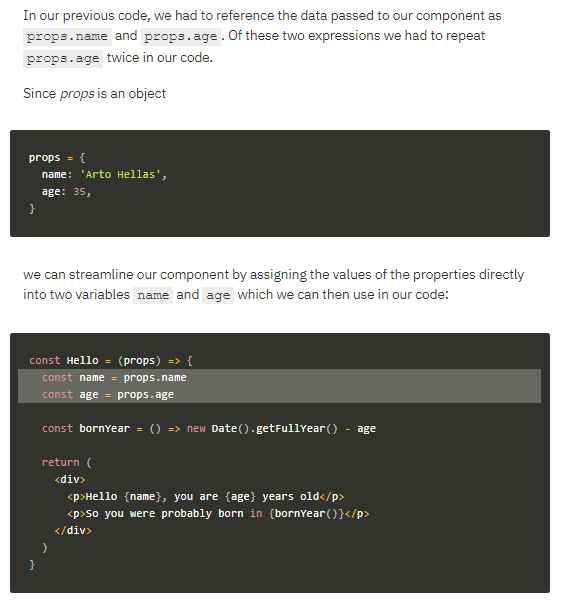 In our previous code, we had to reference the data passed to our component as
props.name and props.age. Of these two expressions we had to repeat
props.age twice in our code.
Since props is an object
props = {
  name: 'Arto Hellas',
  age: 35,
}
we can streamline our component by assigning the values of the properties directly
into two variables name and age which we can then use in our code:
const Hello = (props) => {
  const name = props.name
  const age = props.age
  const bornYear = () => new Date().getFullYear() - age
  return (
    <div>
      <p>Hello {name}, you are {age} years old</p>
      <p>So you were probably born in {bornYear()}</p>
    </div>
  )
}